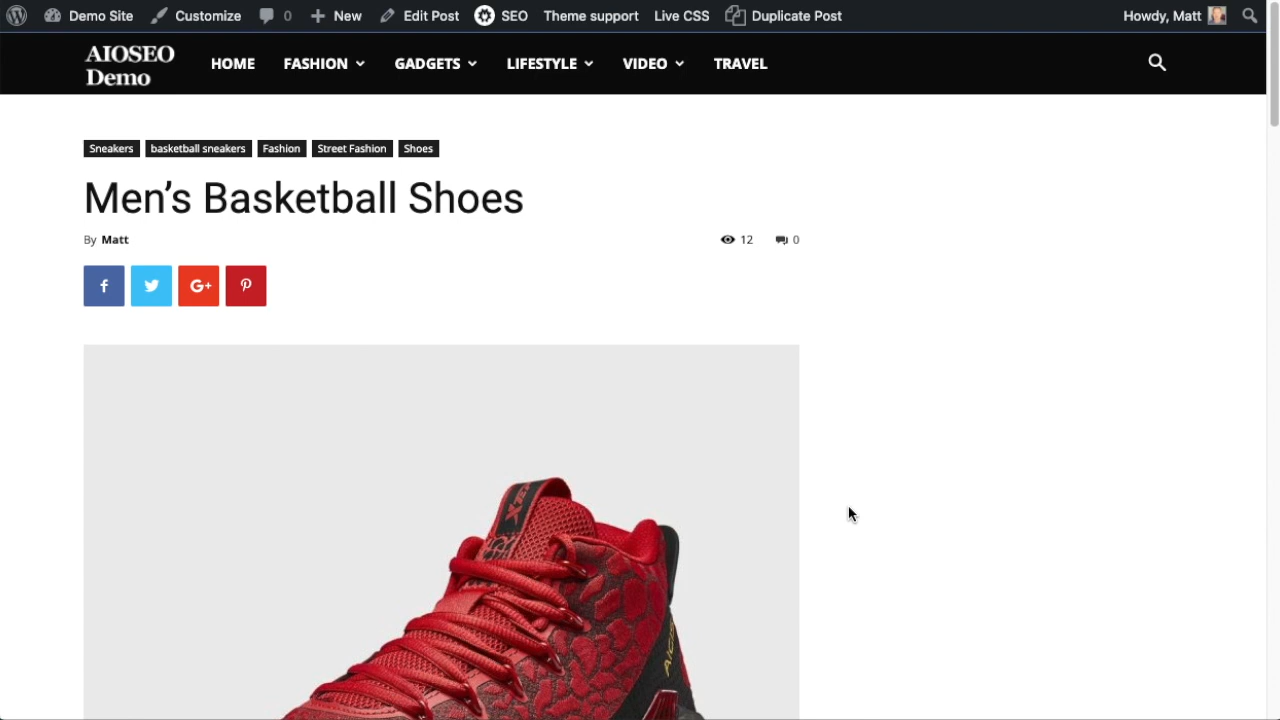 Demo Site Customize 0 New Edit Post SEO Theme support Live CSS Duplicate Post Howdy, Matt
AIOSEO
Demo
HOME FASHION GADGETS LIFESTYLE VIDEO TRAVEL
Sneakers basketball sneakers Fashion Street Fashion Shoes
Men’s Basketball Shoes
By Matt 12 0
f G+